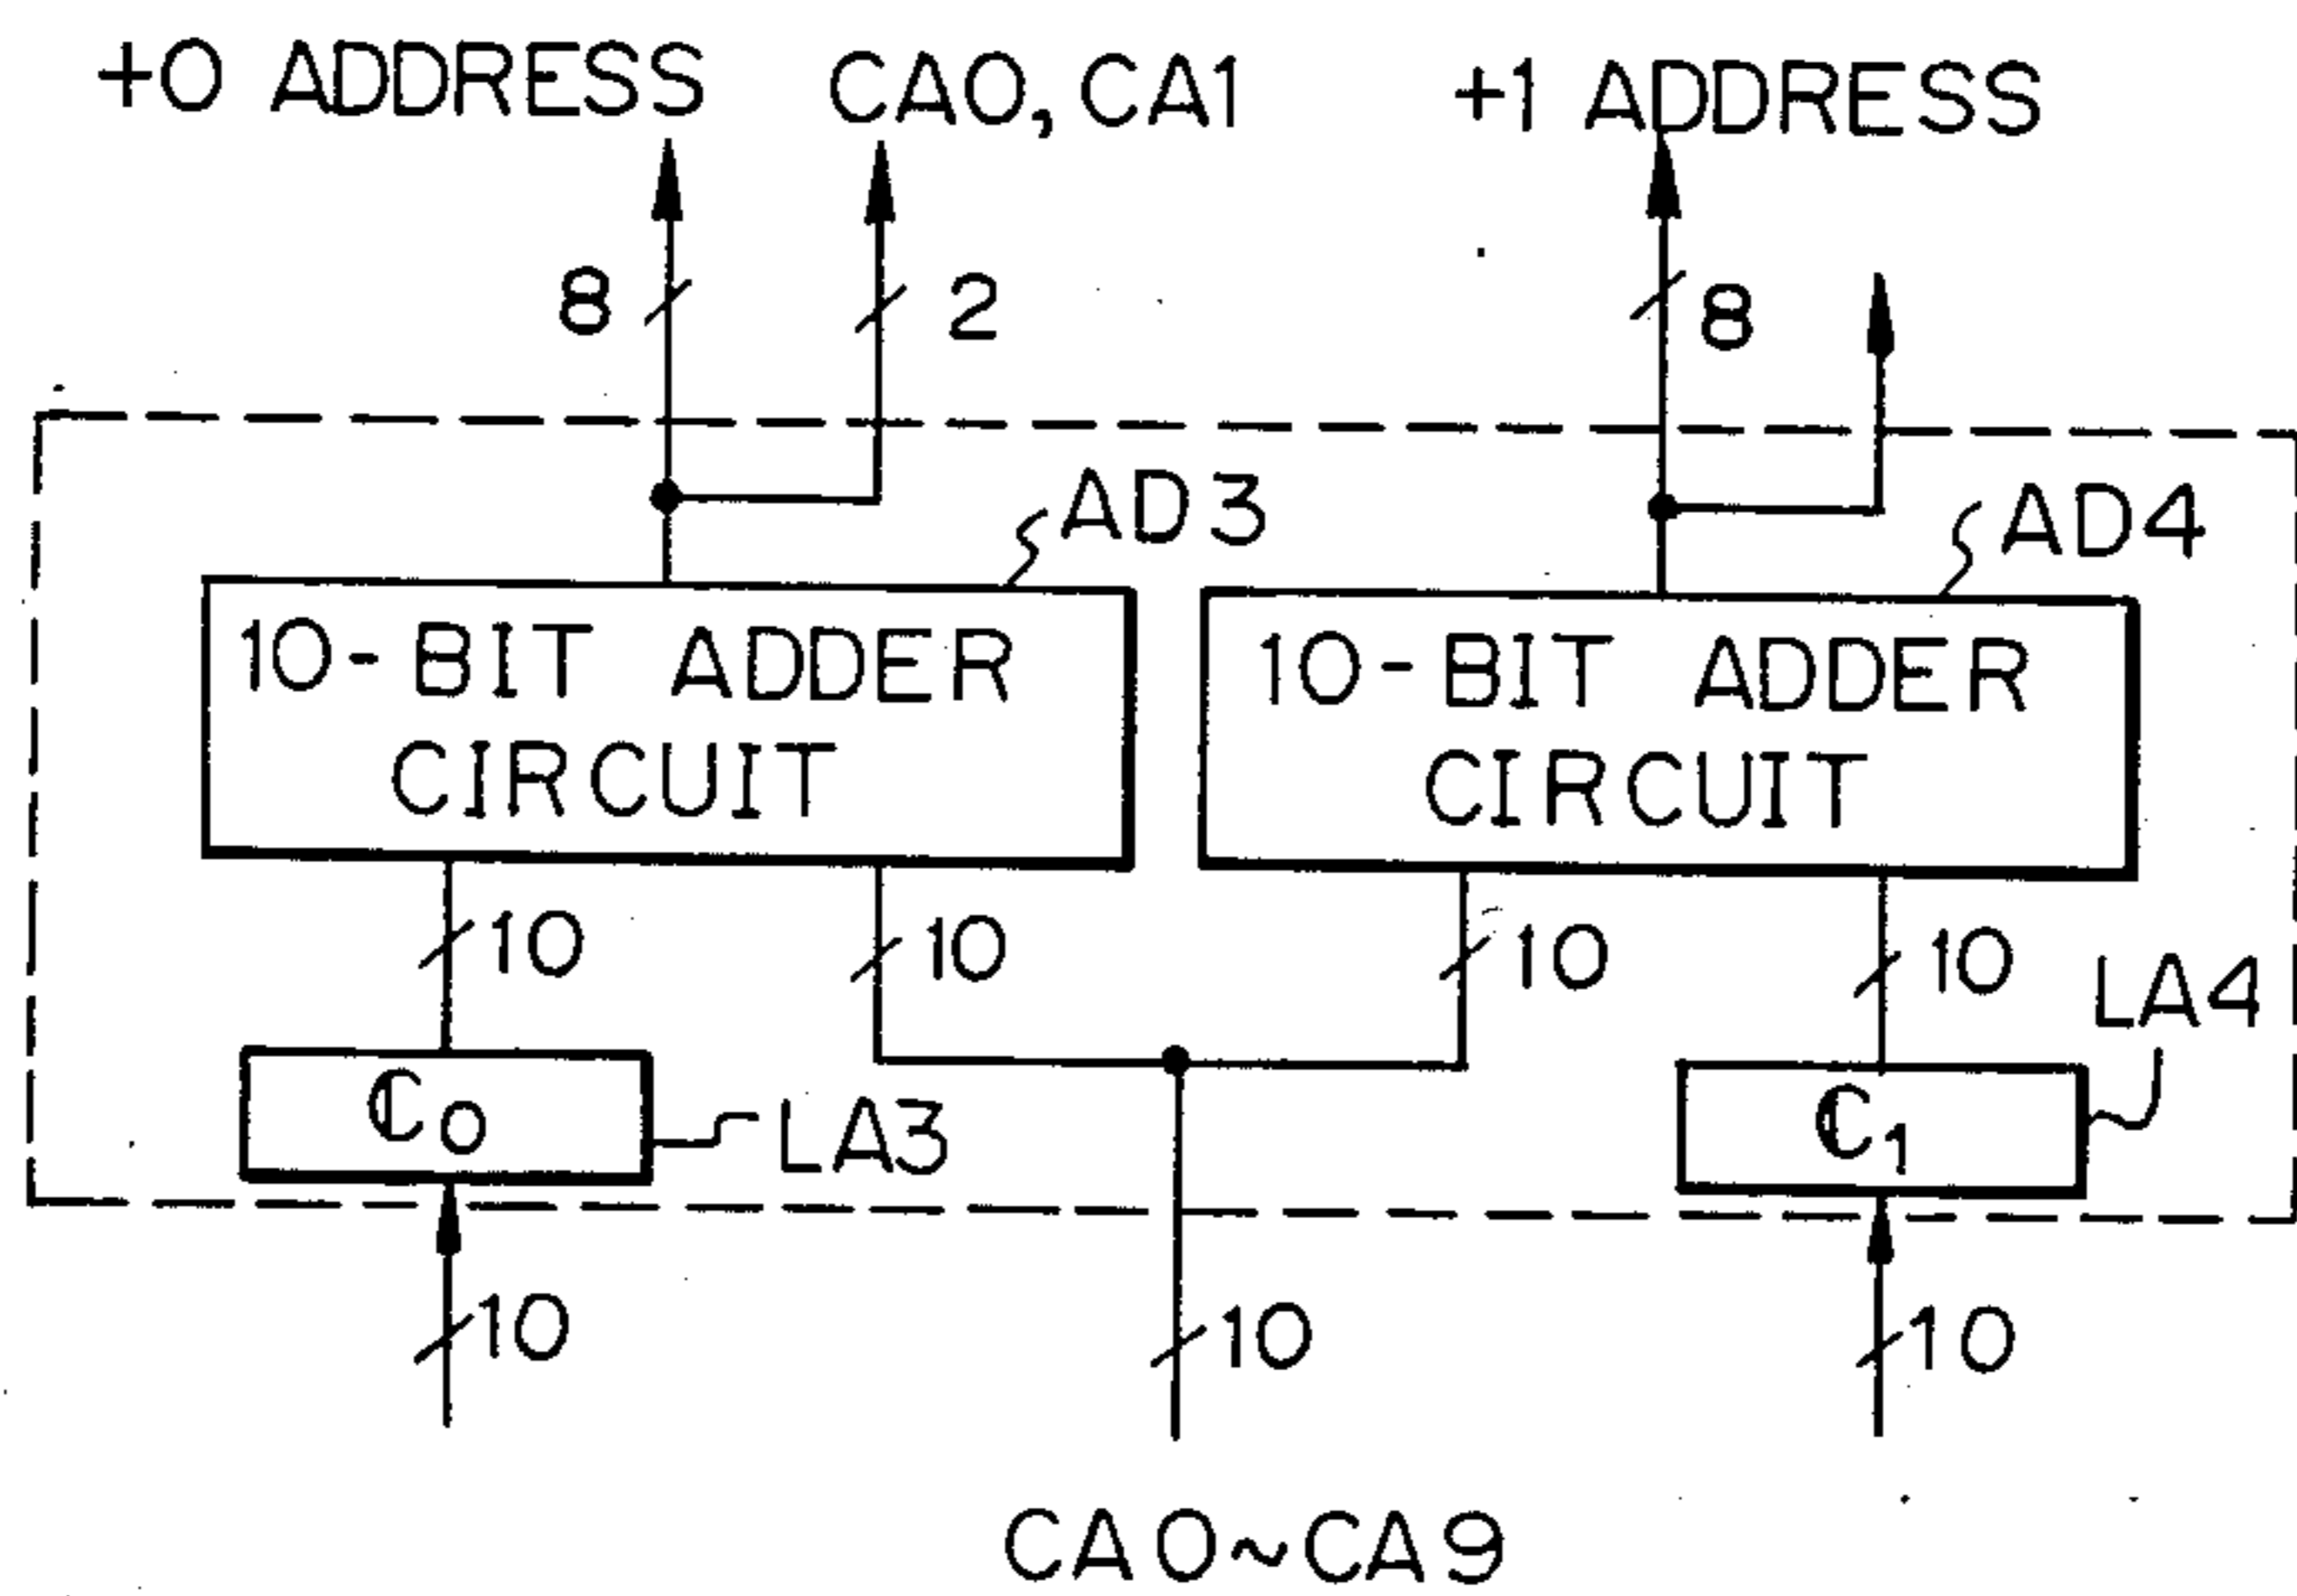 +0 ADDRESS
CA0, CA1
+1 ADDRESS
8
2
8
AD3
AD4
10-BIT ADDER
CIRCUIT
10-BIT ADDER
CIRCUIT
10
10
10
10
LA4
ℂ0
LA3
ℂ1
10
10
10
CA0~CA9